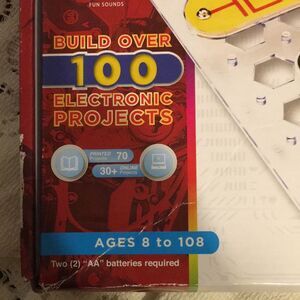 FUN SOUNDS
BUILD OVER
100
ELECTRONIC
PROJECTS
PRINTED 70
Projects
30+ ONLINE
Projects
AGES 8 to 108
Two (2) "AA" batteries required